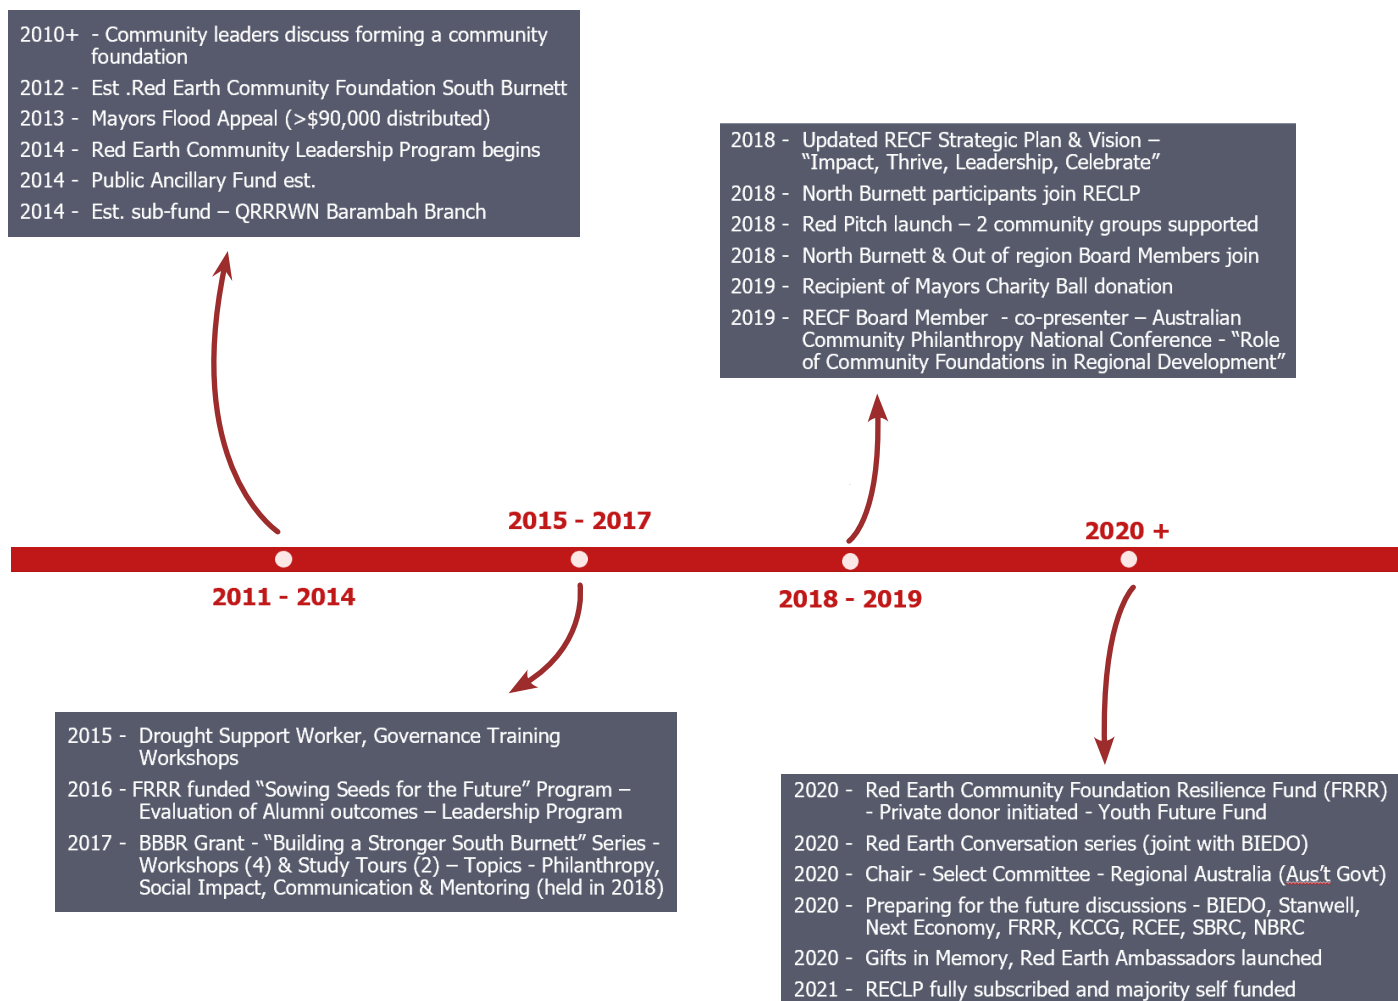 2010+ - Community leaders discuss forming a community
foundation
2012 - Est .Red Earth Community Foundation South Burnett
2013 - Mayors Flood Appeal (>$90,000 distributed)
2014 - Red Earth Community Leadership Program begins
2014 - Public Ancillary Fund est.
2014 - Est. sub-fund – QRRRWN Barambah Branch
2018 - Updated RECF Strategic Plan & Vision –
“Impact, Thrive, Leadership, Celebrate”
2018 - North Burnett participants join RECLP
2018 - Red Pitch launch – 2 community groups supported
2018 - North Burnett & Out of region Board Members join
2019 - Recipient of Mayors Charity Ball donation
2019 - RECF Board Member - co-presenter – Australian
Community Philanthropy National Conference - “Role
of Community Foundations in Regional Development”
2015 - 2017
2020 +
2011 - 2014
2018 - 2019
2015 - Drought Support Worker, Governance Training
Workshops
2016 - FRRR funded “Sowing Seeds for the Future” Program –
Evaluation of Alumni outcomes – Leadership Program
2017 - BBBR Grant - “Building a Stronger South Burnett” Series -
Workshops (4) & Study Tours (2) – Topics - Philanthropy,
Social Impact, Communication & Mentoring (held in 2018)
2020 - Red Earth Community Foundation Resilience Fund (FRRR)
- Private donor initiated - Youth Future Fund
2020 - Red Earth Conversation series (joint with BIEDO)
2020 - Chair - Select Committee - Regional Australia (Aus’t Govt)
2020 - Preparing for the future discussions - BIEDO, Stanwell,
Next Economy, FRRR, KCCG, RCEE, SBRC, NBRC
2020 - Gifts in Memory, Red Earth Ambassadors launched
2021 - RECLP fully subscribed and majority self funded